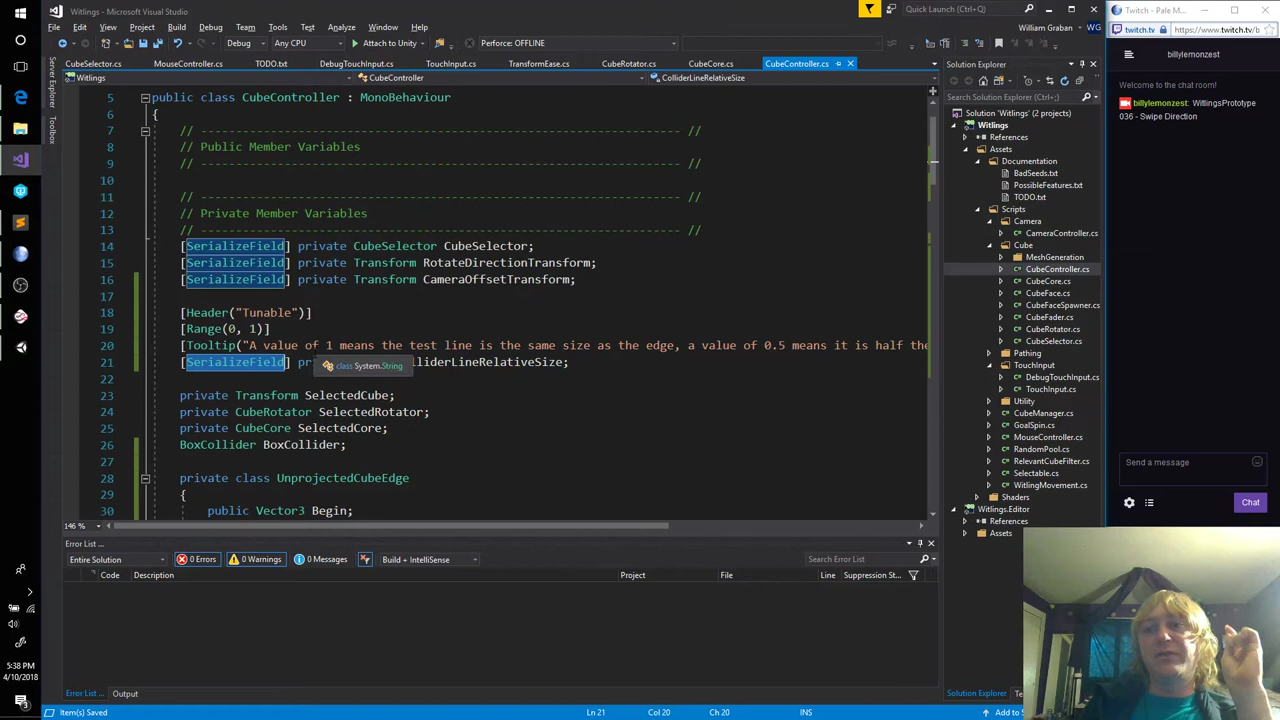 Witlings - Microsoft Visual Studio
Quick Launch (Ctrl+Q)
File Edit View Project Build Debug Team Tools Test Analyze Window Help
William Graban WG
Debug Any CPU Attach to Unity Perforce: OFFLINE
CubeSelector.cs MouseController.cs TODO.txt DebugTouchInput.cs TouchInput.cs TransformEase.cs CubeRotator.cs CubeCore.cs CubeController.cs
Witlings CubeController ColliderLineRelativeSize
Server Explorer
Toolbox
5 public class CubeController : MonoBehaviour
6 {
7 // ---------------------------------------------------------------- //
8 // Public Member Variables
9 // ---------------------------------------------------------------- //
10
11 // ---------------------------------------------------------------- //
12 // Private Member Variables
13 // ---------------------------------------------------------------- //
14 [SerializeField] private CubeSelector CubeSelector;
15 [SerializeField] private Transform RotateDirectionTransform;
16 [SerializeField] private Transform CameraOffsetTransform;
17
18 [Header("Tunable")]
19 [Range(0, 1)]
20 [Tooltip("A value of 1 means the test line is the same size as the edge, a value of 0.5 means it is half the
21 [SerializeField] pri lliderLineRelativeSize;
class System.String
22
23 private Transform SelectedCube;
24 private CubeRotator SelectedRotator;
25 private CubeCore SelectedCore;
26 BoxCollider BoxCollider;
27
28 private class UnprojectedCubeEdge
29 {
30 public Vector3 Begin;
146 %
Error List ...
Entire Solution 0 Errors 0 Warnings 0 Messages Build + IntelliSense Search Error List
Code Description Project File Line Suppression St...
Error List ... Output
Item(s) Saved Ln 21 Col 20 Ch 20 INS Add to S
Solution Explorer
Search Solution Explorer (Ctrl+;)
Solution 'Witlings' (2 projects)
Witlings
References
Assets
Documentation
BadSeeds.txt
PossibleFeatures.txt
TODO.txt
Scripts
Camera
CameraController.cs
Cube
MeshGeneration
CubeController.cs
CubeCore.cs
CubeFace.cs
CubeFaceSpawner.cs
CubeFader.cs
CubeRotator.cs
CubeSelector.cs
Pathing
TouchInput
DebugTouchInput.cs
TouchInput.cs
Utility
CubeManager.cs
GoalSpin.cs
MouseController.cs
RandomPool.cs
RelevantCubeFilter.cs
Selectable.cs
WitlingMovement.cs
Shaders
Witlings.Editor
References
Assets
Solution Explorer Te
Twitch - Pale M...
twitch.tv https://www.twitch.tv/b
billylemonzest
Welcome to the chat room!
billylemonzest: WitlingsPrototype
036 - Swipe Direction
Send a message
Chat
5:38 PM
4/10/2018
3